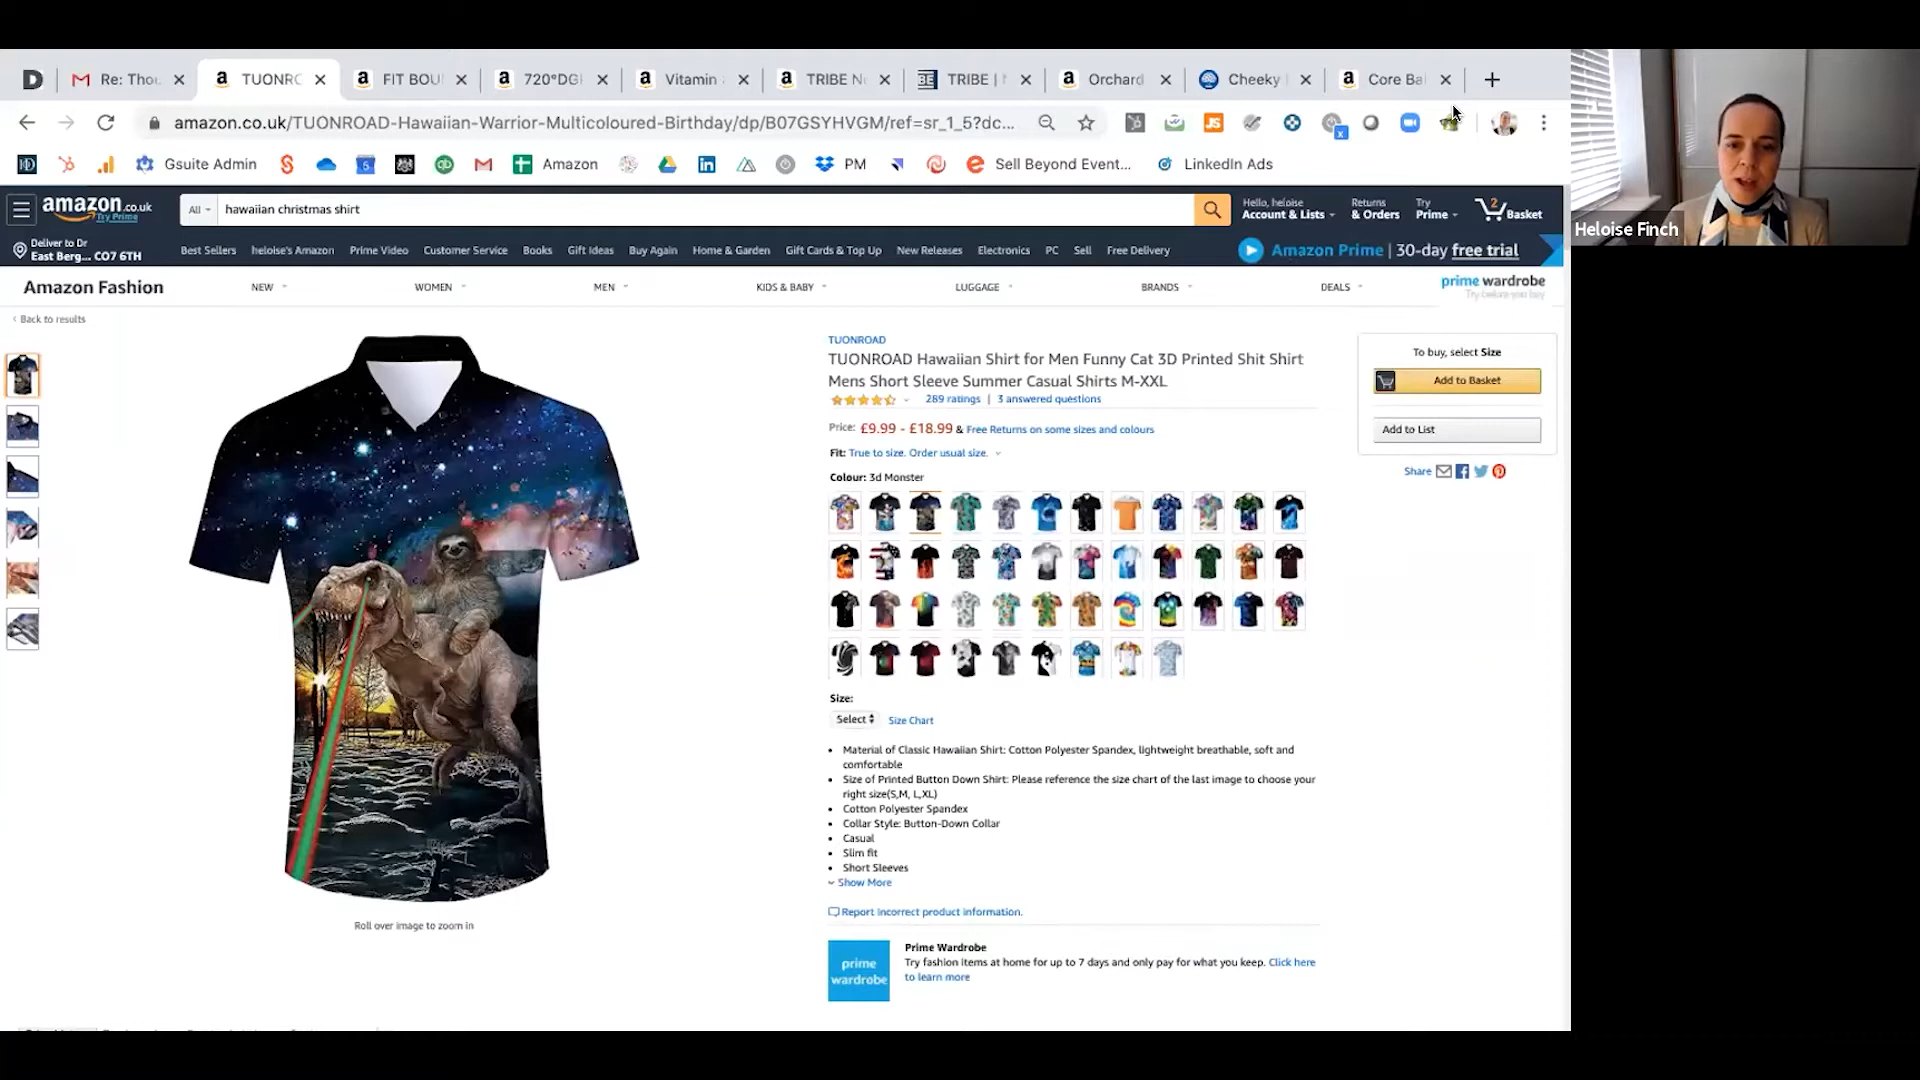 Re: Thou
TUONRO
FIT BOU
720°DGI
Vitamin
TRIBE N
TRIBE |
Orchard
Cheeky
Core Ba
amazon.co.uk/TUONROAD-Hawaiian-Warrior-Multicoloured-Birthday/dp/B07GSYHVGM/ref=sr_1_5?dc...
Gsuite Admin
Amazon
PM
Sell Beyond Event...
LinkedIn Ads
amazon.co.uk
Try Prime
All
hawaiian christmas shirt
Hello, heloise
Account & Lists
Returns
& Orders
Try
Prime
2
Basket
Deliver to Dr
East Berg... CO7 6TH
Best Sellers
heloise's Amazon
Prime Video
Customer Service
Books
Gift Ideas
Buy Again
Home & Garden
Gift Cards & Top Up
New Releases
Electronics
PC
Sell
Free Delivery
Amazon Prime | 30-day free trial
Heloise Finch
Amazon Fashion
NEW
WOMEN
MEN
KIDS & BABY
LUGGAGE
BRANDS
DEALS
prime wardrobe
Try before you buy
‹ Back to results
TUONROAD
TUONROAD Hawaiian Shirt for Men Funny Cat 3D Printed Shit Shirt
Mens Short Sleeve Summer Casual Shirts M-XXL
289 ratings | 3 answered questions
Price: £9.99 - £18.99 & Free Returns on some sizes and colours
Fit: True to size. Order usual size.
Colour: 3d Monster
To buy, select Size
Add to Basket
Add to List
Share
Size:
Select
Size Chart
• Material of Classic Hawaiian Shirt: Cotton Polyester Spandex, lightweight breathable, soft and
comfortable
• Size of Printed Button Down Shirt: Please reference the size chart of the last image to choose your
right size(S,M, L,XL)
• Cotton Polyester Spandex
• Collar Style: Button-Down Collar
• Casual
• Slim fit
• Short Sleeves
Show More
Report incorrect product information.
Roll over image to zoom in
prime
wardrobe
Prime Wardrobe
Try fashion items at home for up to 7 days and only pay for what you keep. Click here
to learn more